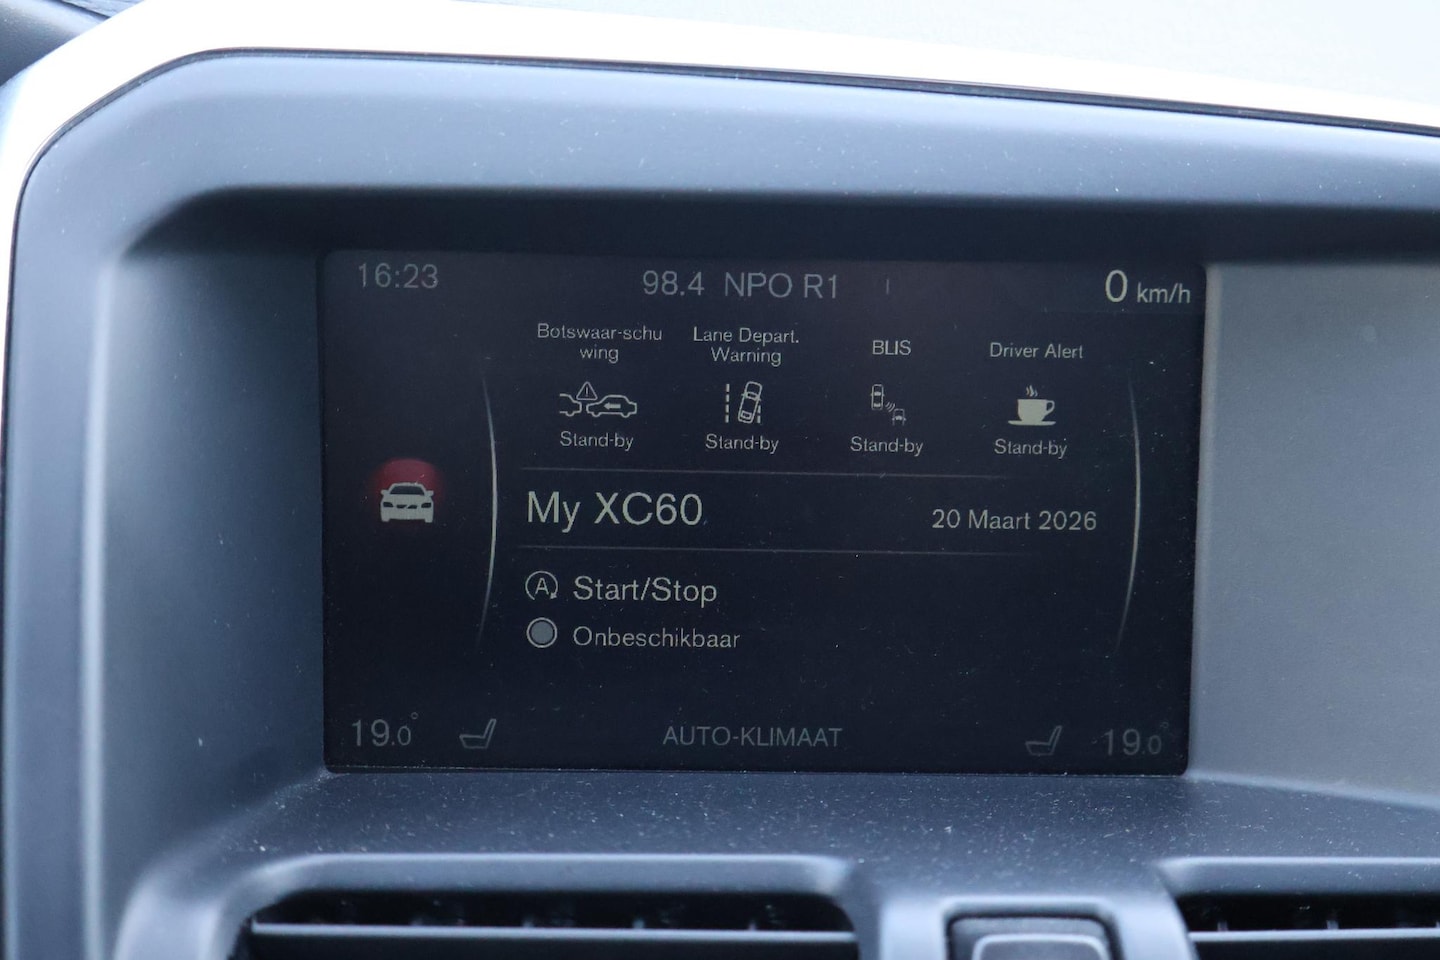 16:23
98.4 NPO R1
0 km/h
Botswaar-schu
wing
Lane Depart.
Warning
BLIS
Driver Alert
Stand-by
Stand-by
Stand-by
Stand-by
My XC60
20 Maart 2026
A Start/Stop
Onbeschikbaar
19.0°
AUTO-KLIMAAT
19.0°